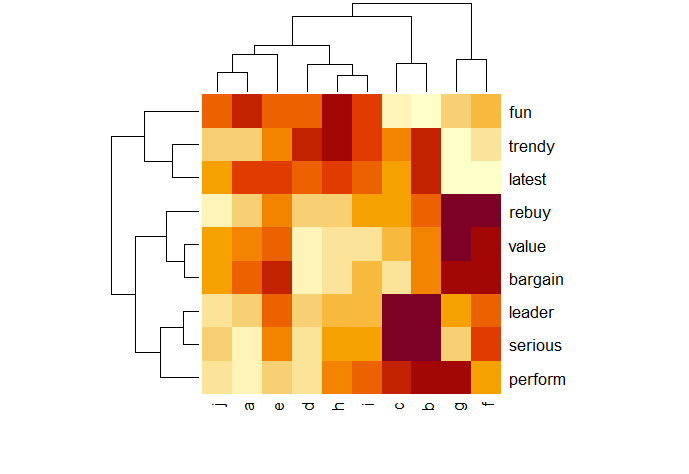 fun
trendy
latest
rebuy
value
bargain
leader
serious
perform
j a e d h i c b g f